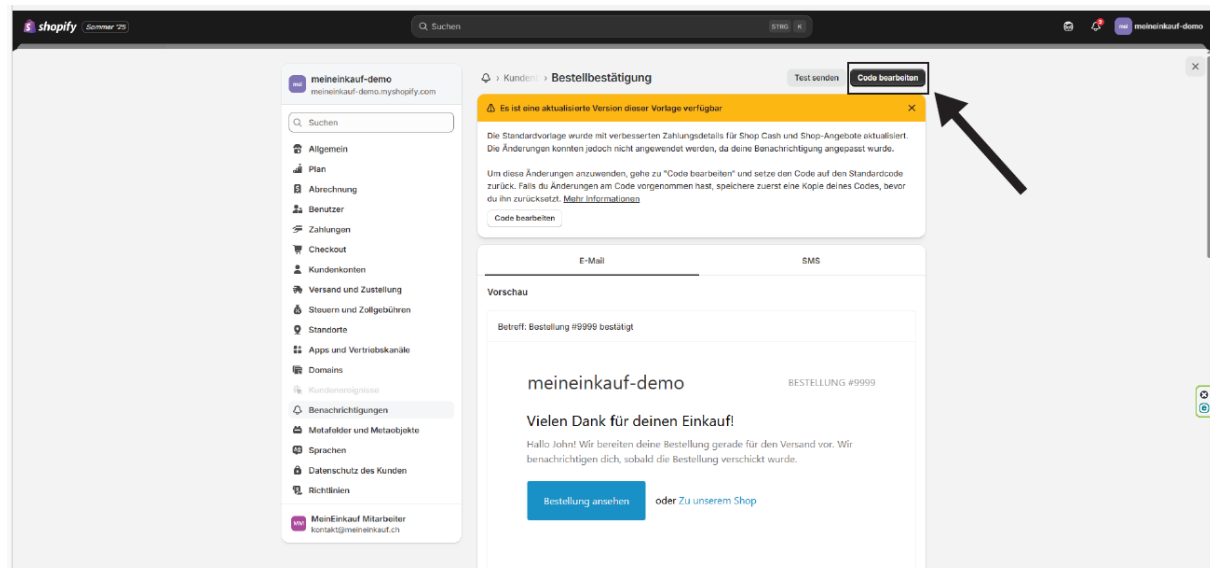 shopify Sommer '25
Suchen
STRG K
2
mei meineinkauf-demo
mei meineinkauf-demo
meineinkauf-demo.myshopify.com
Suchen
Allgemein
Plan
Abrechnung
Benutzer
Zahlungen
Checkout
Kundenkonten
Versand und Zustellung
Steuern und Zollgebühren
Standorte
Apps und Vertriebskanäle
Domains
Kundenereignisse
Benachrichtigungen
Metafelder und Metaobjekte
Sprachen
Datenschutz des Kunden
Richtlinien
MM MeinEinkauf Mitarbeiter
kontakt@meineinkauf.ch
› Kunden › Bestellbestätigung
Test senden
Code bearbeiten
Es ist eine aktualisierte Version dieser Vorlage verfügbar
Die Standardvorlage wurde mit verbesserten Zahlungsdetails für Shop Cash und Shop-Angebote aktualisiert.
Die Änderungen konnten jedoch nicht angewendet werden, da deine Benachrichtigung angepasst wurde.
Um diese Änderungen anzuwenden, gehe zu "Code bearbeiten" und setze den Code auf den Standardcode
zurück. Falls du Änderungen am Code vorgenommen hast, speichere zuerst eine Kopie deines Codes, bevor
du ihn zurücksetzt. Mehr Informationen
Code bearbeiten
E-Mail
SMS
Vorschau
Betreff: Bestellung #9999 bestätigt
meineinkauf-demo
BESTELLUNG #9999
Vielen Dank für deinen Einkauf!
Hallo John! Wir bereiten deine Bestellung gerade für den Versand vor. Wir
benachrichtigen dich, sobald die Bestellung verschickt wurde.
Bestellung ansehen
oder Zu unserem Shop